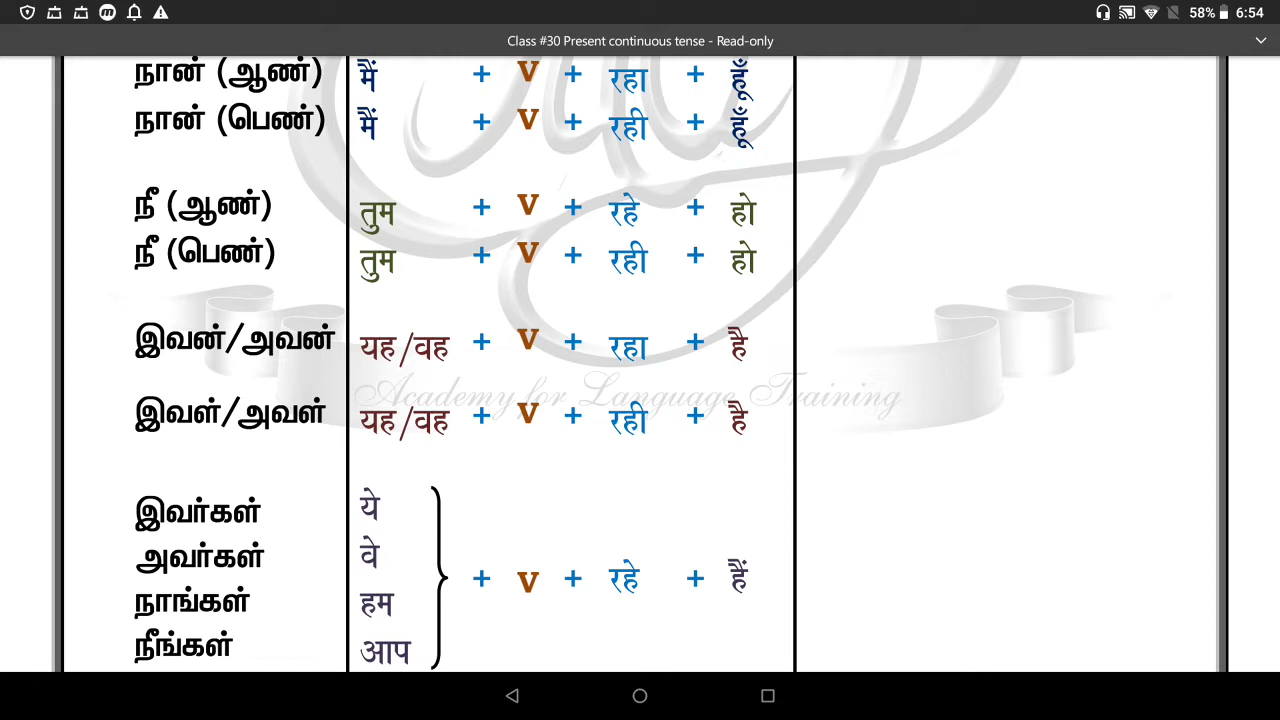 58% 6:54
Class #30 Present continuous tense - Read-only
நான் (ஆண்) मैं + v + रहा + हूँ
நான் (பெண்) मैं + v + रही + हूँ
நீ (ஆண்) तुम + v + रहे + हो
நீ (பெண்) तुम + v + रही + हो
இவன்/அவன் यह/वह + v + रहा + है
Academy for Language Training
இவள்/அவள் यह/वह + v + रही + है
இவர்கள் ये
அவர்கள் वे
+ v + रहे + हैं
நாங்கள் हम
நீங்கள் आप